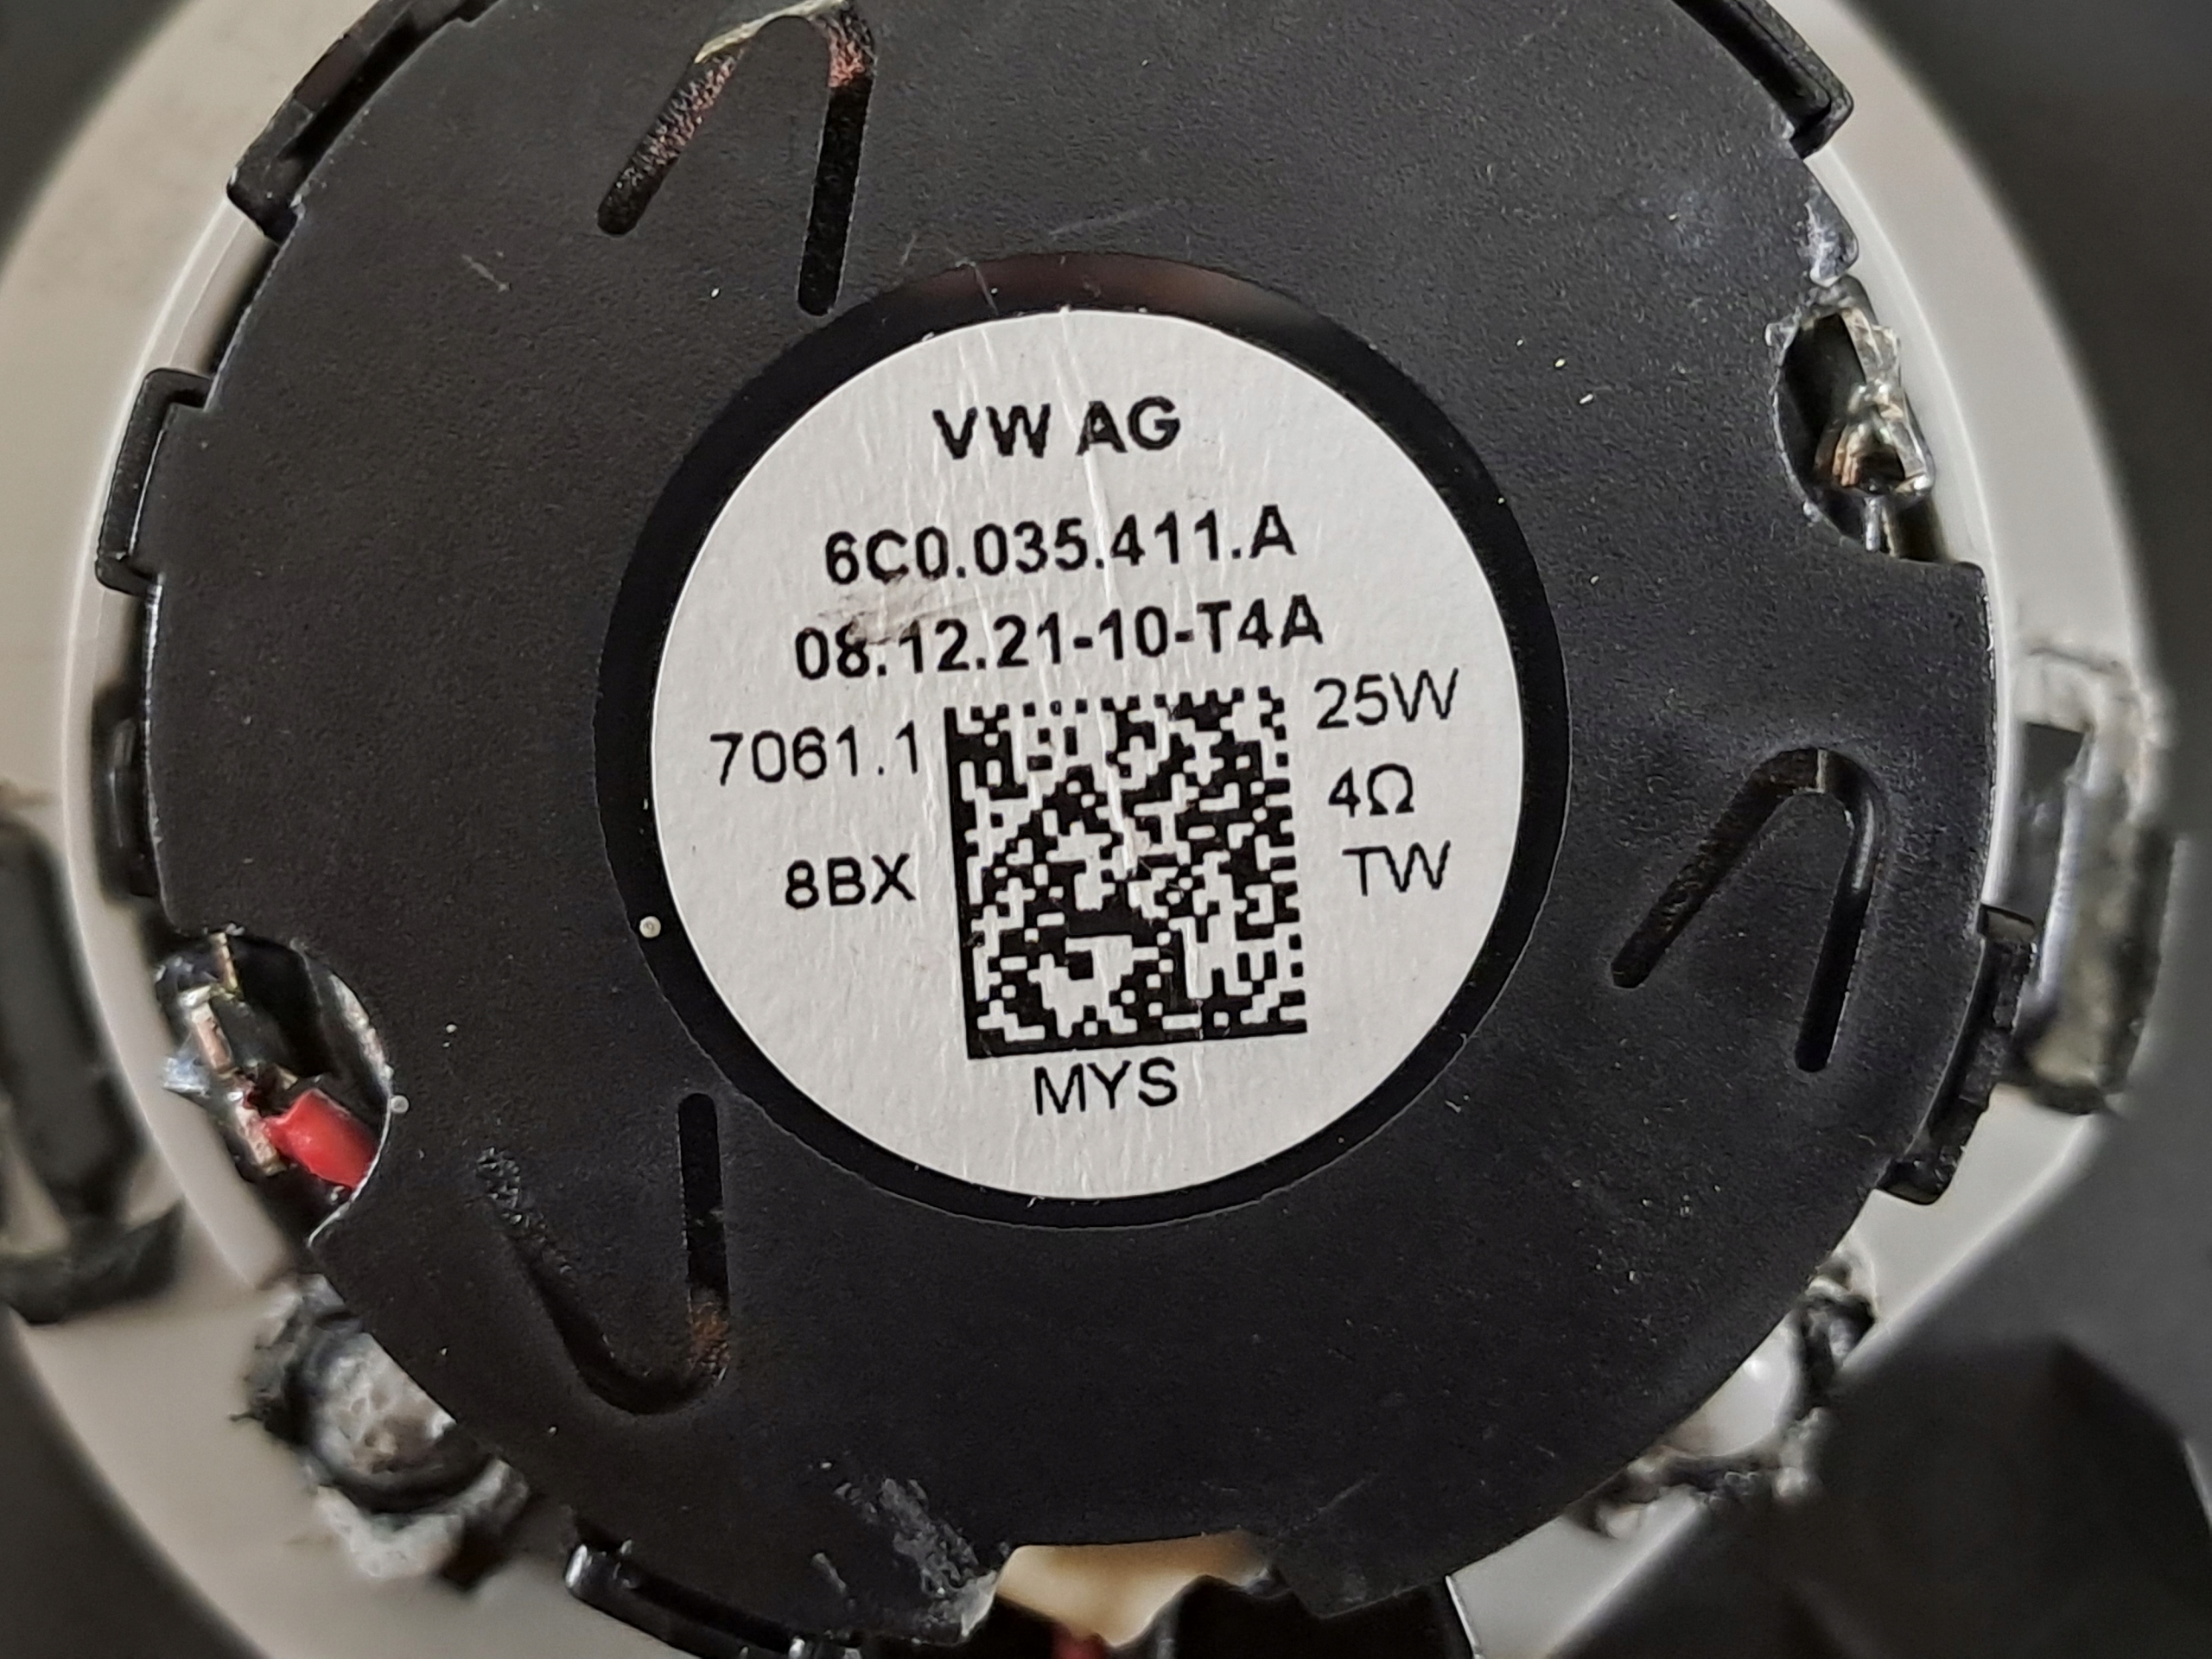 VW AG
6C0.035.411.A
08.12.21-10-T4A
7061.1
25W
4Ω
8BX
TW
MYS